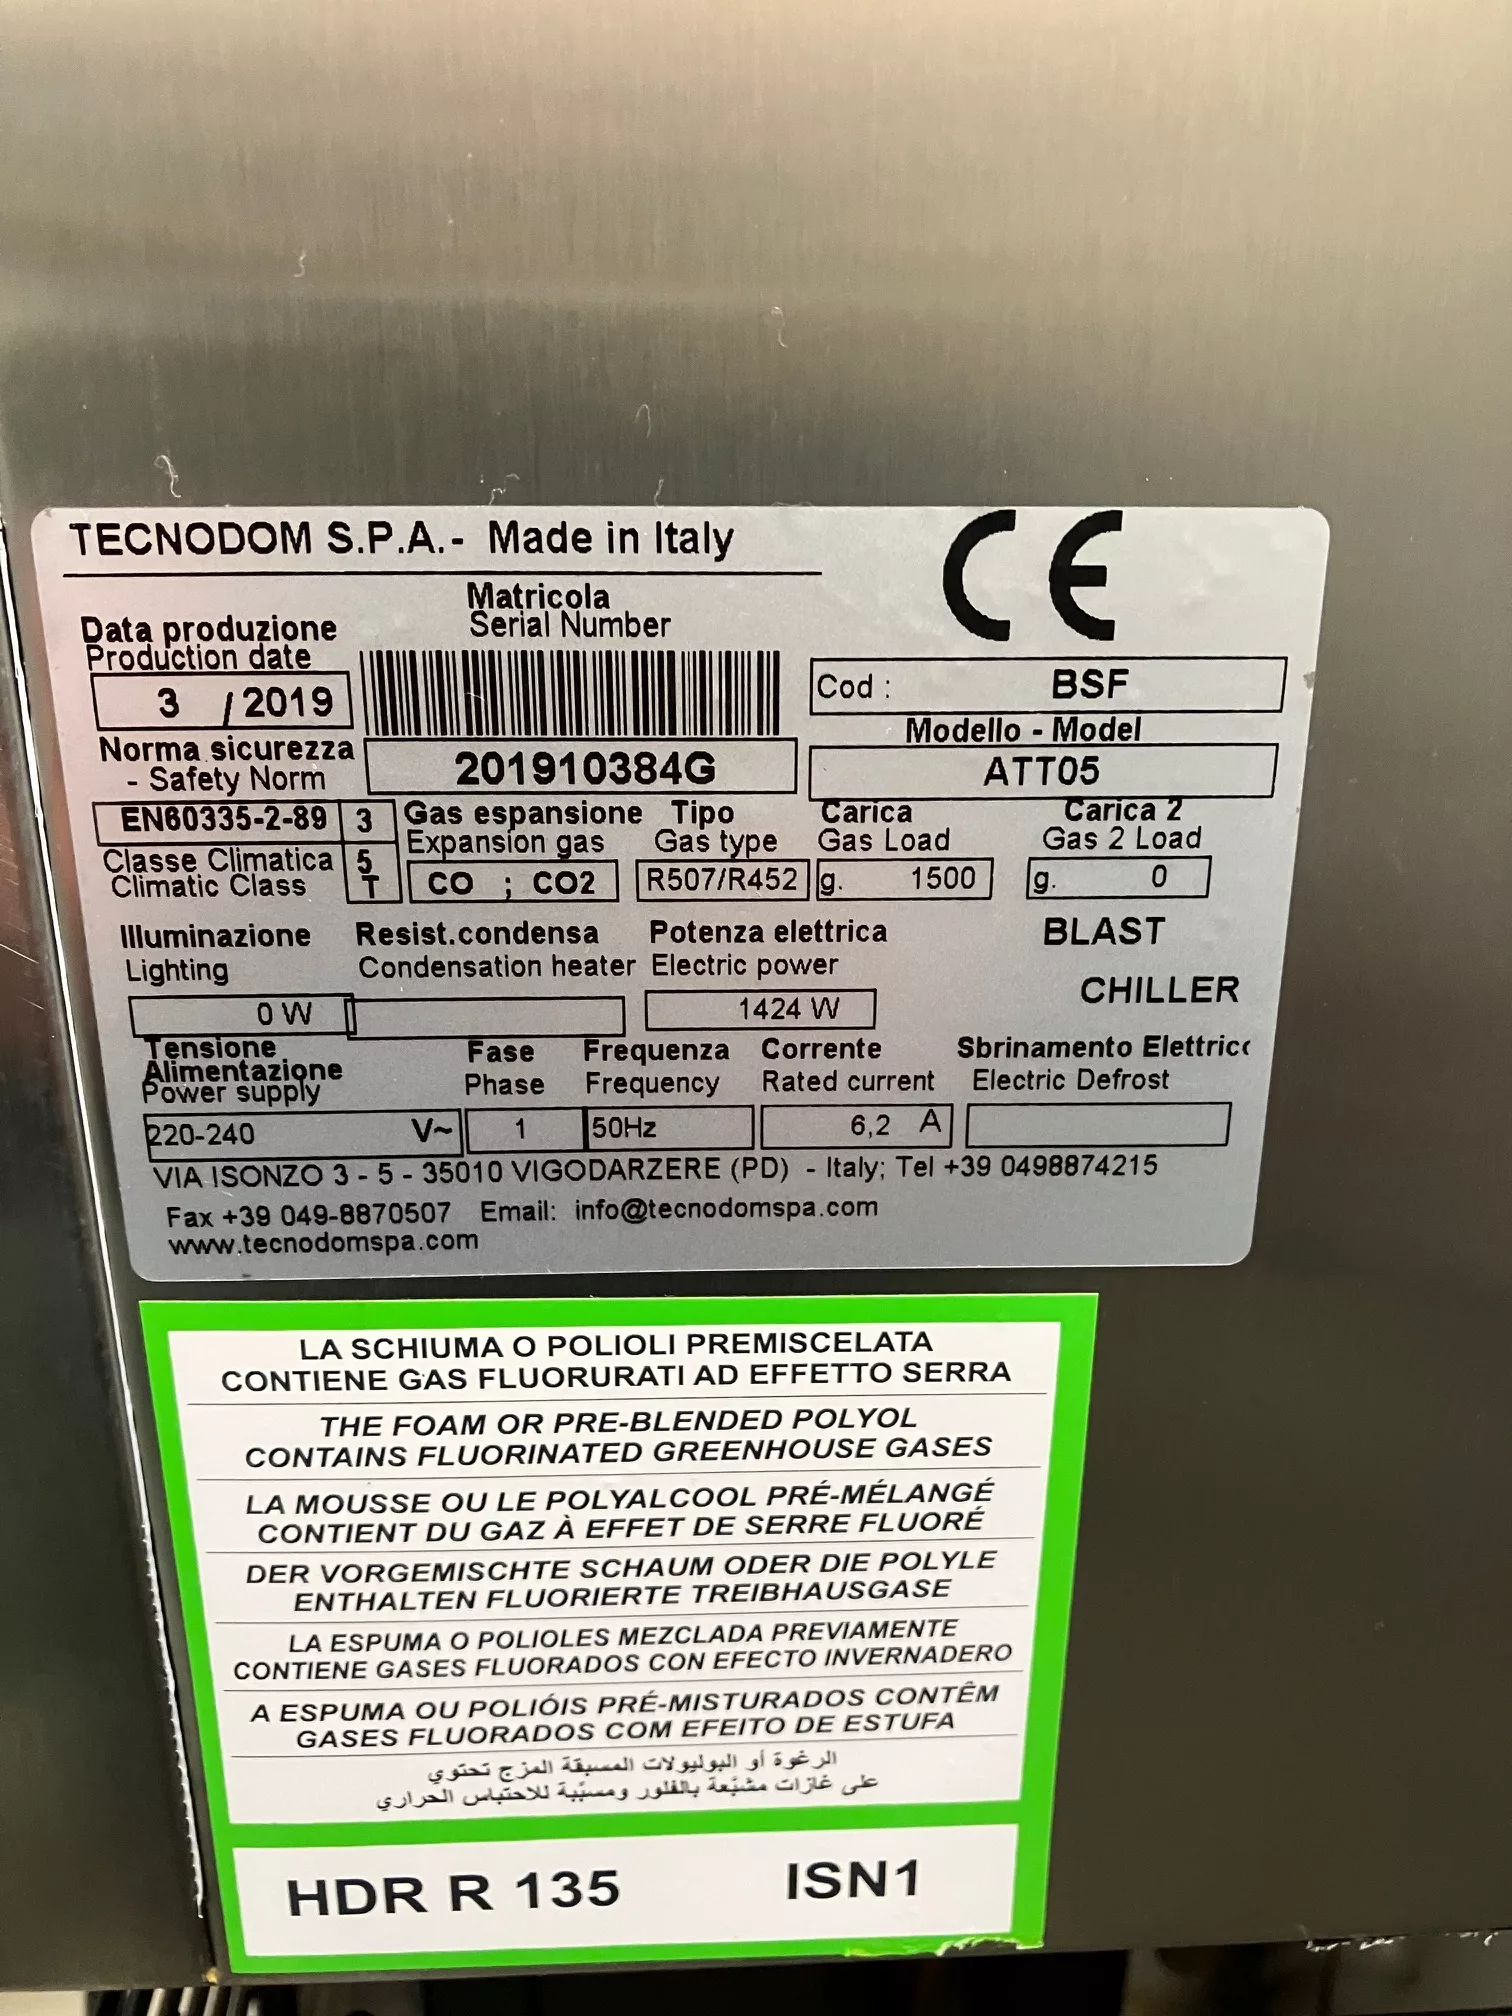 TECNODOM S.P.A.- Made in Italy
CE
Matricola
Serial Number
Data produzione
Production date
3 / 2019
Cod : BSF
Modello - Model
ATT05
Norma sicurezza
- Safety Norm
201910384G
EN60335-2-89 3
Classe Climatica 5
Climatic Class T
Gas espansione Tipo Carica Carica 2
Expansion gas Gas type Gas Load Gas 2 Load
CO ; CO2 R507/R452 g. 1500 g. 0
Illuminazione Resist.condensa Potenza elettrica BLAST
Lighting Condensation heater Electric power
CHILLER
0 W 1424 W
Tensione
Alimentazione Fase Frequenza Corrente Sbrinamento Elettric
Power supply Phase Frequency Rated current Electric Defrost
220-240 V~ 1 50Hz 6,2 A
VIA ISONZO 3 - 5 - 35010 VIGODARZERE (PD) - Italy; Tel +39 0498874215
Fax +39 049-8870507 Email: info@tecnodomspa.com
www.tecnodomspa.com
LA SCHIUMA O POLIOLI PREMISCELATA
CONTIENE GAS FLUORURATI AD EFFETTO SERRA
THE FOAM OR PRE-BLENDED POLYOL
CONTAINS FLUORINATED GREENHOUSE GASES
LA MOUSSE OU LE POLYALCOOL PRÉ-MÉLANGÉ
CONTIENT DU GAZ À EFFET DE SERRE FLUORÉ
DER VORGEMISCHTE SCHAUM ODER DIE POLYLE
ENTHALTEN FLUORIERTE TREIBHAUSGASE
LA ESPUMA O POLIOLES MEZCLADA PREVIAMENTE
CONTIENE GASES FLUORADOS CON EFECTO INVERNADERO
A ESPUMA OU POLIÓIS PRÉ-MISTURADOS CONTÊM
GASES FLUORADOS COM EFEITO DE ESTUFA
الرغوة أو البوليولات المسبقة المزج تحتوي
على غازات مشبّعة بالفلور ومسبّبة للاحتباس الحراري
HDR R 135 ISN1